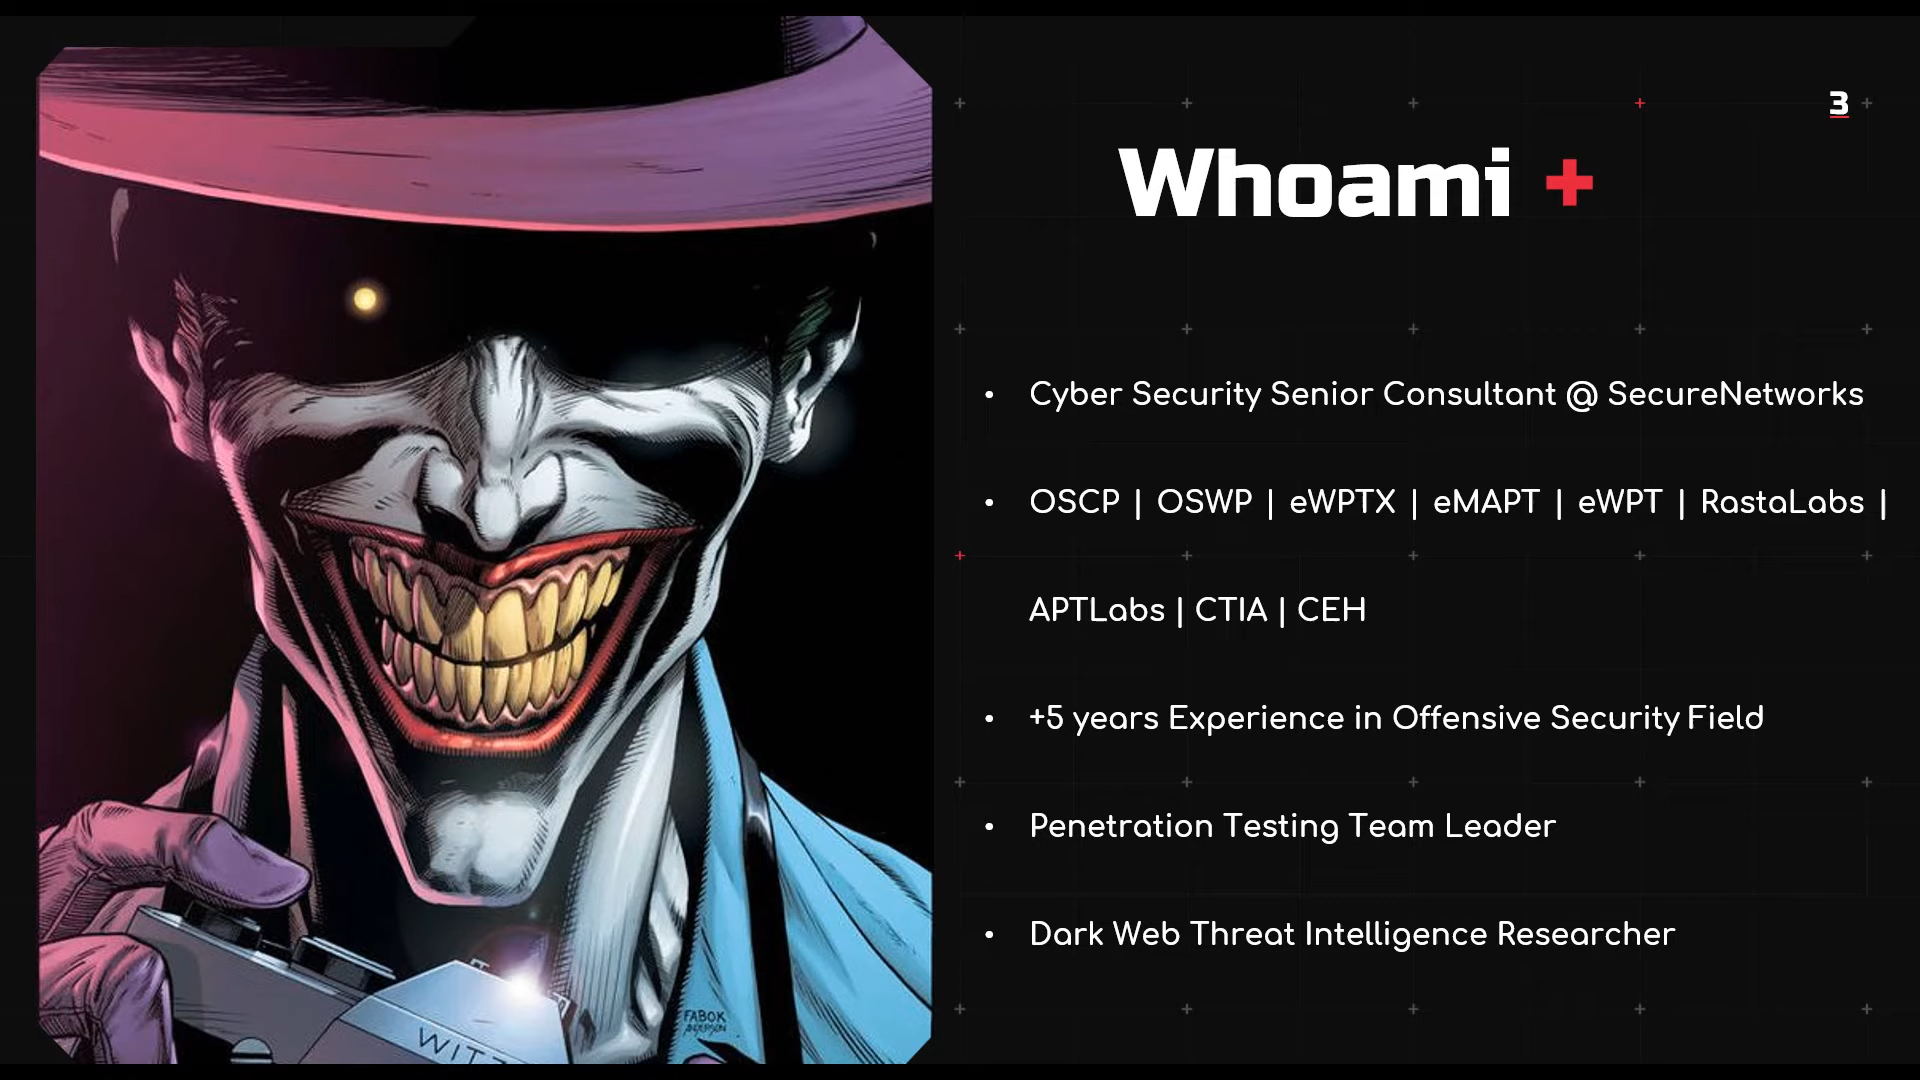 3
Whoami +
• Cyber Security Senior Consultant @ SecureNetworks
• OSCP | OSWP | eWPTX | eMAPT | eWPT | RastaLabs |
APTLabs | CTIA | CEH
• +5 years Experience in Offensive Security Field
• Penetration Testing Team Leader
• Dark Web Threat Intelligence Researcher
FABOK
ANDERSON